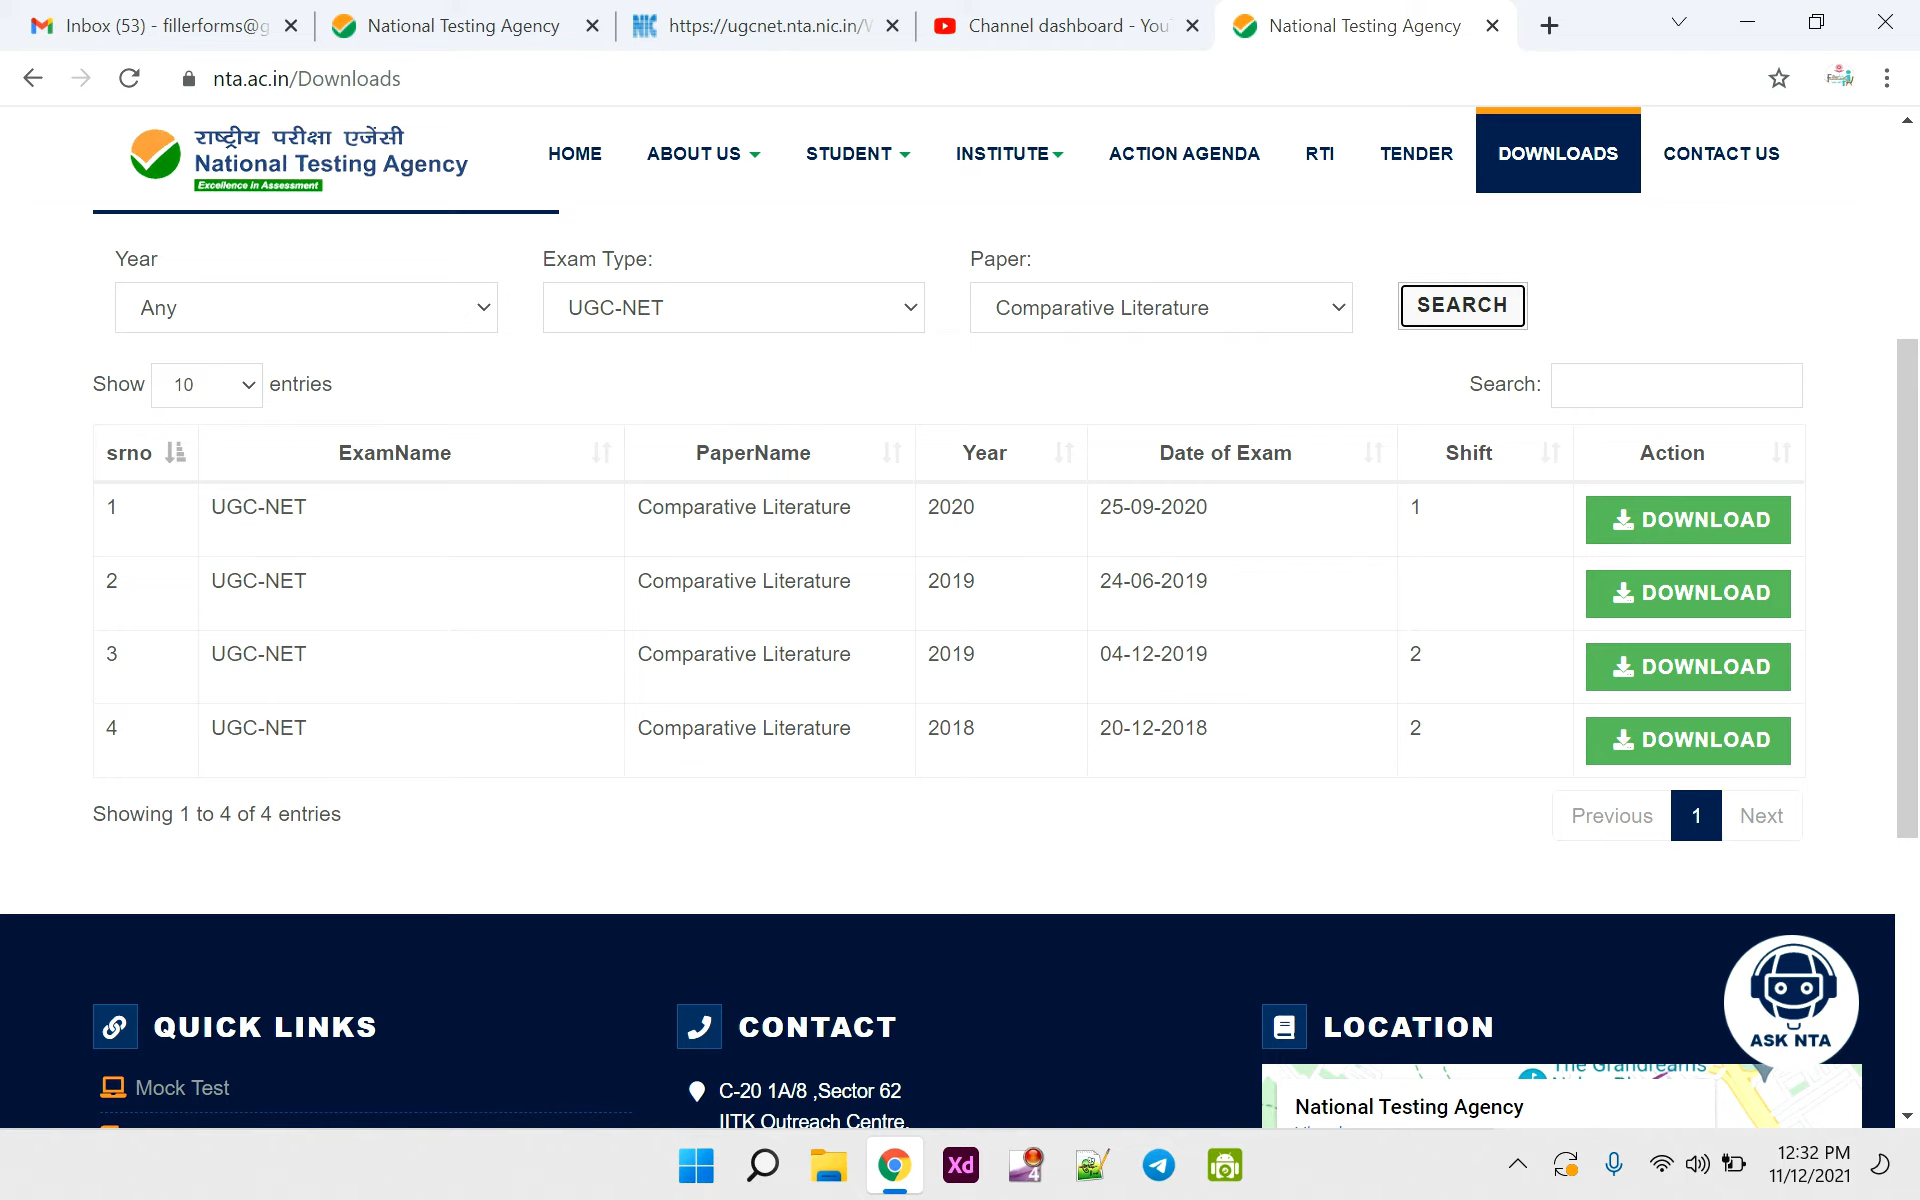 Inbox (53) - fillerforms@g
National Testing Agency
https://ugcnet.nta.nic.in/W
Channel dashboard - You
National Testing Agency
nta.ac.in/Downloads
राष्ट्रीय परीक्षा एजेंसी
National Testing Agency
Excellence in Assessment
HOME ABOUT US STUDENT INSTITUTE ACTION AGENDA RTI TENDER DOWNLOADS CONTACT US
Year Exam Type: Paper:
Any UGC-NET Comparative Literature SEARCH
Show 10 entries Search:
srno ExamName PaperName Year Date of Exam Shift Action
1 UGC-NET Comparative Literature 2020 25-09-2020 1 DOWNLOAD
2 UGC-NET Comparative Literature 2019 24-06-2019 DOWNLOAD
3 UGC-NET Comparative Literature 2019 04-12-2019 2 DOWNLOAD
4 UGC-NET Comparative Literature 2018 20-12-2018 2 DOWNLOAD
Showing 1 to 4 of 4 entries Previous 1 Next
QUICK LINKS CONTACT LOCATION
ASK NTA
Mock Test
C-20 1A/8 ,Sector 62
IITK Outreach Centre,
The Grandreams
National Testing Agency
Xd
4
12:32 PM
11/12/2021